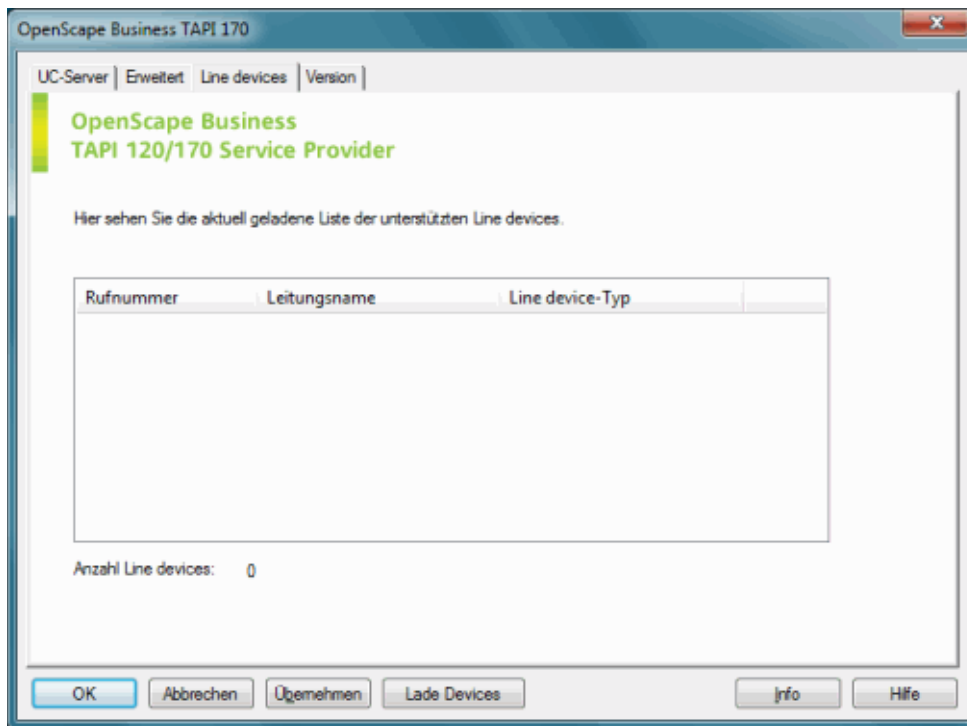 OpenScape Business TAPI 170
UC-Server Erweitert Line devices Version
OpenScape Business
TAPI 120/170 Service Provider
Hier sehen Sie die aktuell geladene Liste der unterstützten Line devices.
Rufnummer Leitungsname Line device-Typ
Anzahl Line devices: 0
OK Abbrechen Übernehmen Lade Devices Info Hilfe